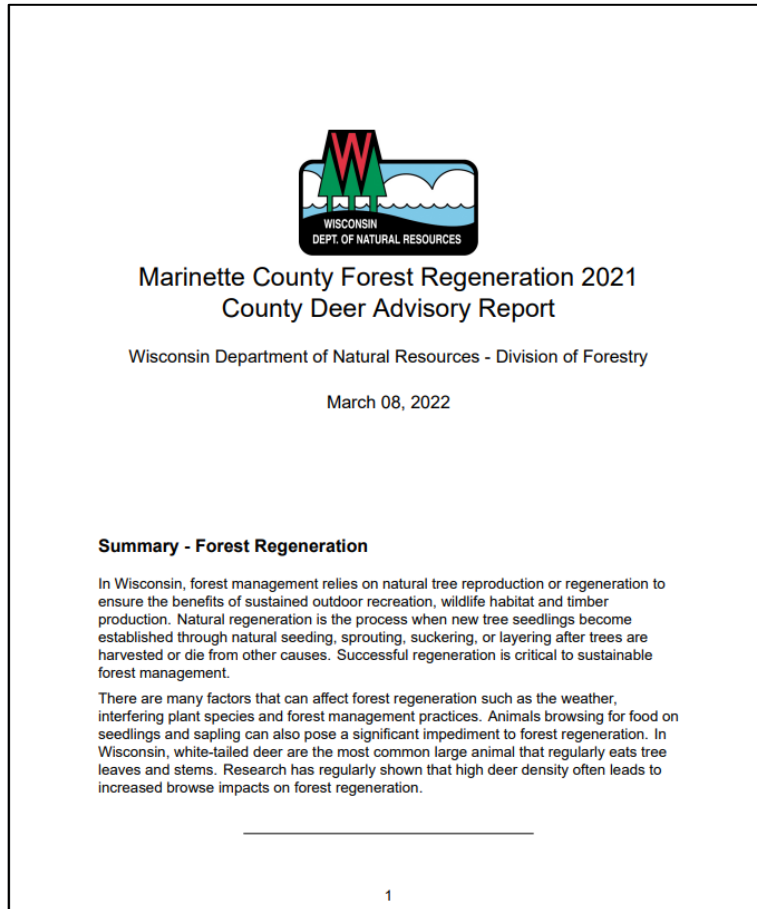 W
WISCONSIN
DEPT. OF NATURAL RESOURCES
Marinette County Forest Regeneration 2021
County Deer Advisory Report
Wisconsin Department of Natural Resources - Division of Forestry
March 08, 2022
Summary - Forest Regeneration
In Wisconsin, forest management relies on natural tree reproduction or regeneration to
ensure the benefits of sustained outdoor recreation, wildlife habitat and timber
production. Natural regeneration is the process when new tree seedlings become
established through natural seeding, sprouting, suckering, or layering after trees are
harvested or die from other causes. Successful regeneration is critical to sustainable
forest management.
There are many factors that can affect forest regeneration such as the weather,
interfering plant species and forest management practices. Animals browsing for food on
seedlings and sapling can also pose a significant impediment to forest regeneration. In
Wisconsin, white-tailed deer are the most common large animal that regularly eats tree
leaves and stems. Research has regularly shown that high deer density often leads to
increased browse impacts on forest regeneration.
1